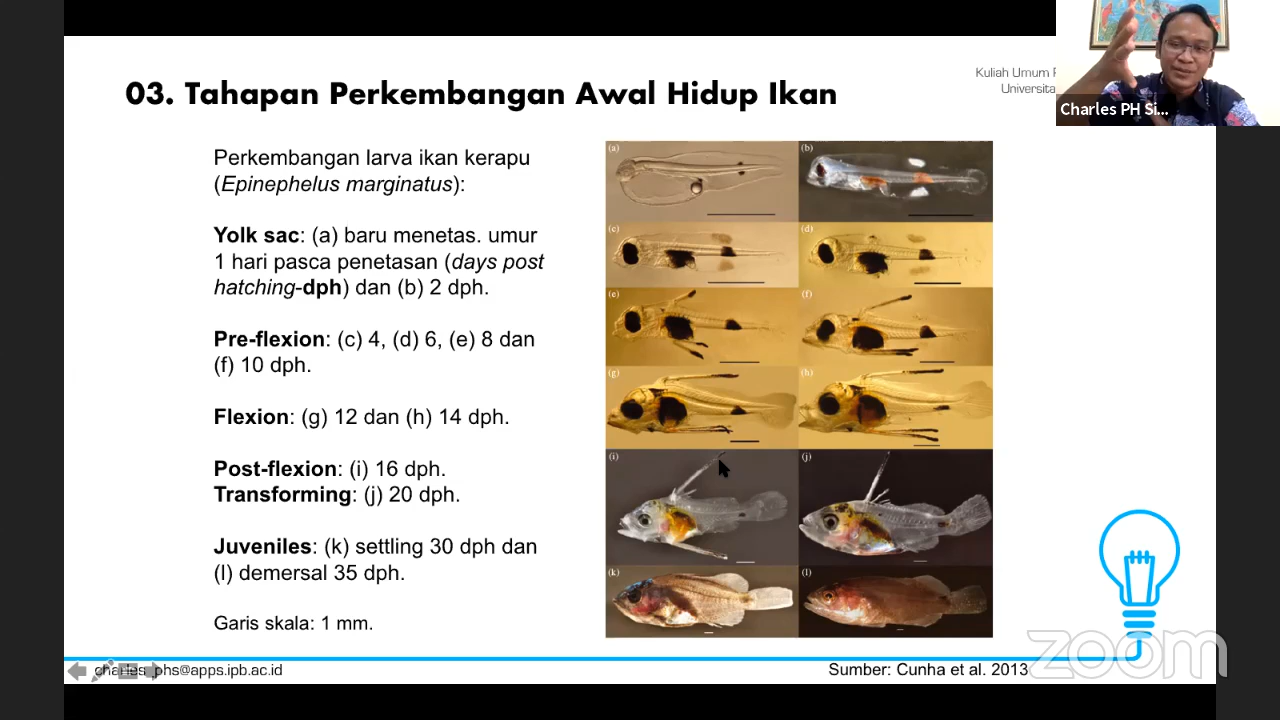 03. Tahapan Perkembangan Awal Hidup Ikan
Kuliah Umum
Charles PH Si...
Perkembangan larva ikan kerapu
(Epinephelus marginatus):
Yolk sac: (a) baru menetas. umur
1 hari pasca penetasan (days post
hatching-dph) dan (b) 2 dph.
Pre-flexion: (c) 4, (d) 6, (e) 8 dan
(f) 10 dph.
Flexion: (g) 12 dan (h) 14 dph.
Post-flexion: (i) 16 dph.
Transforming: (j) 20 dph.
Juveniles: (k) settling 30 dph dan
(l) demersal 35 dph.
Garis skala: 1 mm.
(a)
(b)
(c)
(d)
(e)
(f)
(g)
(h)
(i)
(j)
(k)
(l)
charles_phs@apps.ipb.ac.id
Sumber: Cunha et al. 2013
zoom